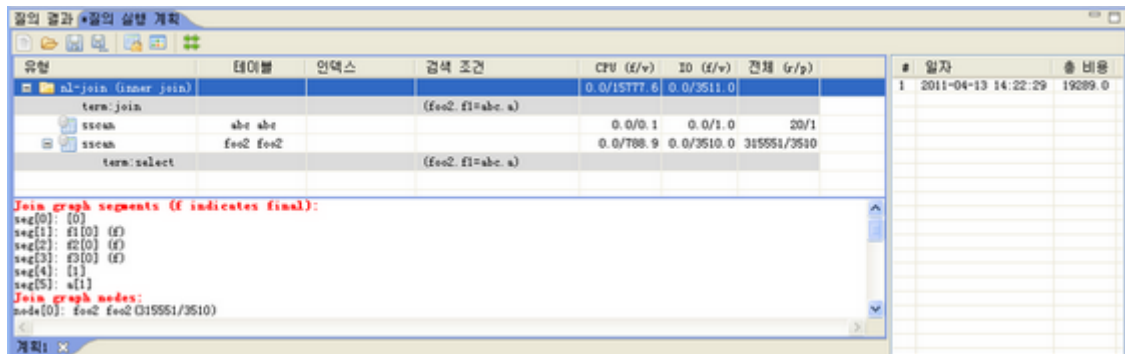 질의 결과 *질의 실행 계획
유형 테이블 인덱스 검색 조건 CPU (f/v) IO (f/v) 전체 (r/p)
nl-join (inner join) 0.0/15777.6 0.0/3511.0
term:join (foo2.f1=abc.a)
sscan abc abc 0.0/0.1 0.0/1.0 20/1
sscan foo2 foo2 0.0/788.9 0.0/3510.0 315551/3510
term:select (foo2.f1=abc.a)
Join graph segments (f indicates final):
seg[0]: [0]
seg[1]: f1[0] (f)
seg[2]: f2[0] (f)
seg[3]: f3[0] (f)
seg[4]: [1]
seg[5]: a[1]
Join graph nodes:
node[0]: foo2 foo2(315551/3510)
계획1
# 일자 총 비용
1 2011-04-13 14:22:29 19289.0